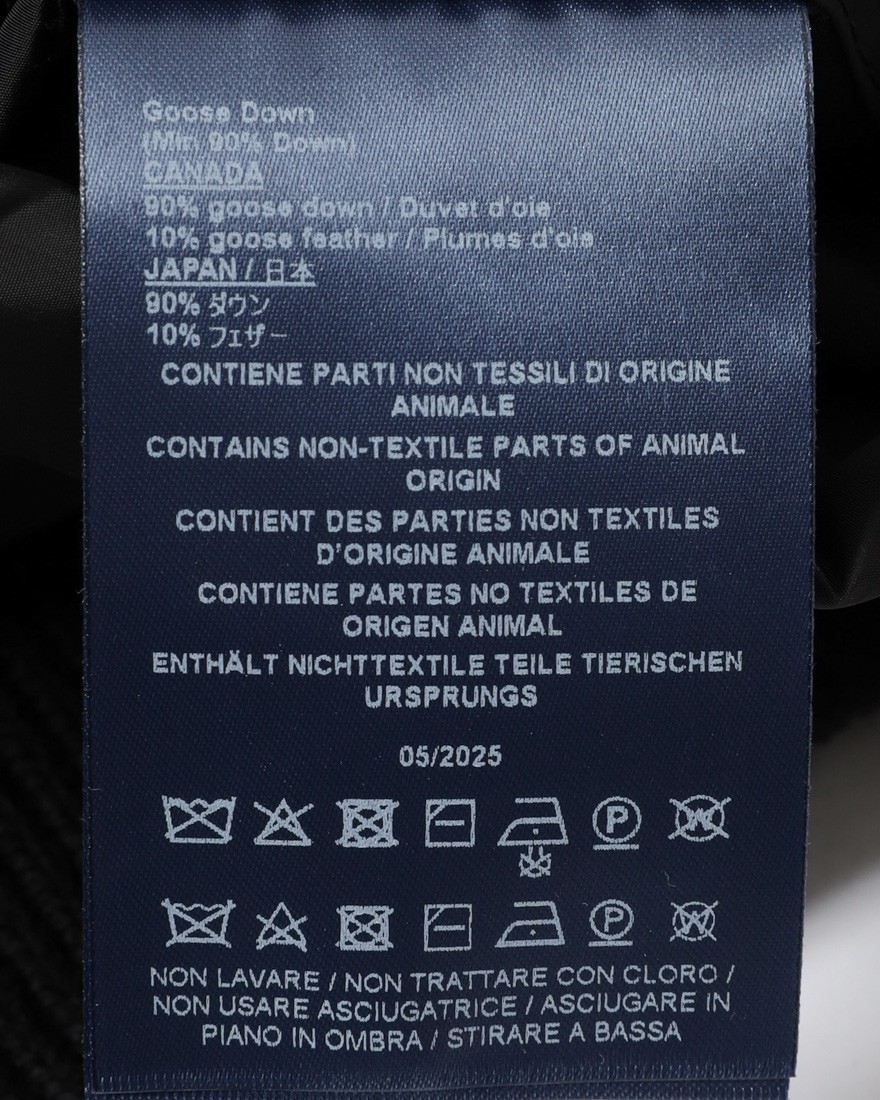 Goose Down
(Min 90% Down)
CANADA
90% goose down / Duvet d'oie
10% goose feather / Plumes d'oie
JAPAN / 日本
90% ダウン
10% フェザー
CONTIENE PARTI NON TESSILI DI ORIGINE
ANIMALE
CONTAINS NON-TEXTILE PARTS OF ANIMAL
ORIGIN
CONTIENT DES PARTIES NON TEXTILES
D'ORIGINE ANIMALE
CONTIENE PARTES NO TEXTILES DE
ORIGEN ANIMAL
ENTHÄLT NICHTTEXTILE TEILE TIERISCHEN
URSPRUNGS
05/2025
P W
P W
NON LAVARE / NON TRATTARE CON CLORO /
NON USARE ASCIUGATRICE / ASCIUGARE IN
PIANO IN OMBRA / STIRARE A BASSA